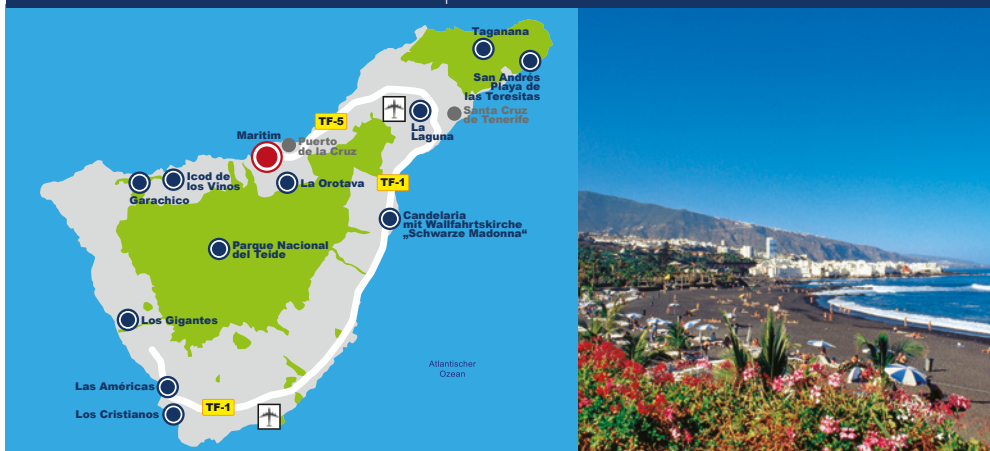 Taganana
San Andrés
Playa de
las Teresitas
Santa Cruz
de Tenerife
La
Laguna
TF-5
Maritim
Puerto
de la Cruz
Icod de
los Vinos
La Orotava
TF-1
Garachico
Candelaria
mit Wallfahrtskirche
„Schwarze Madonna“
Parque Nacional
del Teide
Los Gigantes
Atlantischer
Ozean
Las Américas
TF-1
Los Cristianos